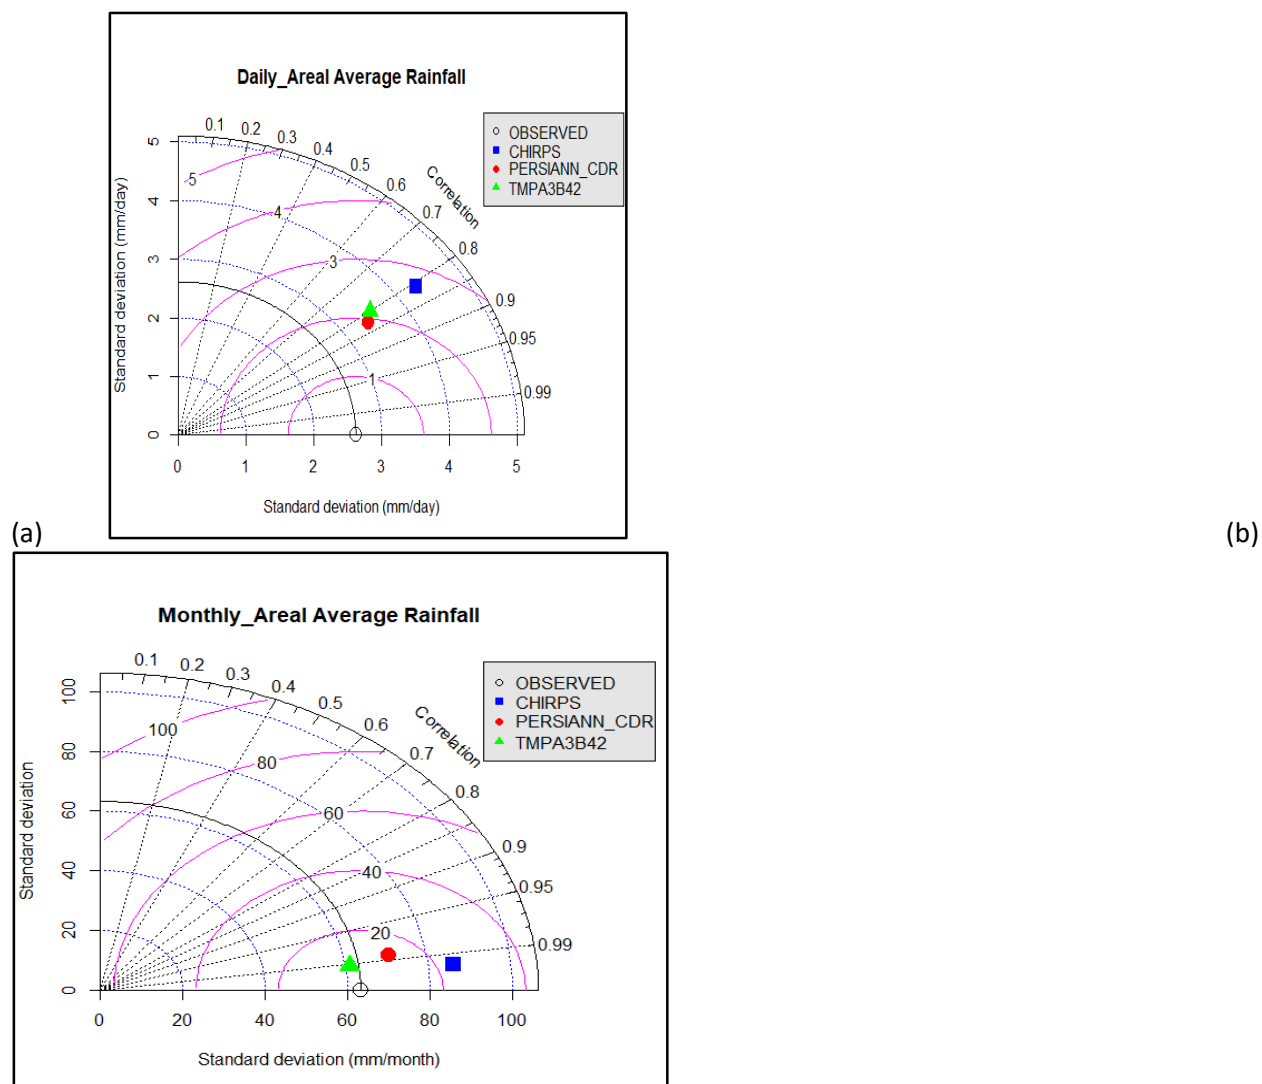 Daily_Areal Average Rainfall
OBSERVED
CHIRPS
PERSIANN_CDR
TMPA3B42
Correlation
0.1 0.2 0.3 0.4 0.5 0.6 0.7 0.8 0.9 0.95 0.99
5 4 3 1
Standard deviation (mm/day)
5
4
3
2
1
0
0 1 2 3 4 5
Standard deviation (mm/day)
(a)
(b)
Monthly_Areal Average Rainfall
OBSERVED
CHIRPS
PERSIANN_CDR
TMPA3B42
Correlation
0.1 0.2 0.3 0.4 0.5 0.6 0.7 0.8 0.9 0.95 0.99
100 80 60 40 20
Standard deviation
100
80
60
40
20
0
0 20 40 60 80 100
Standard deviation (mm/month)